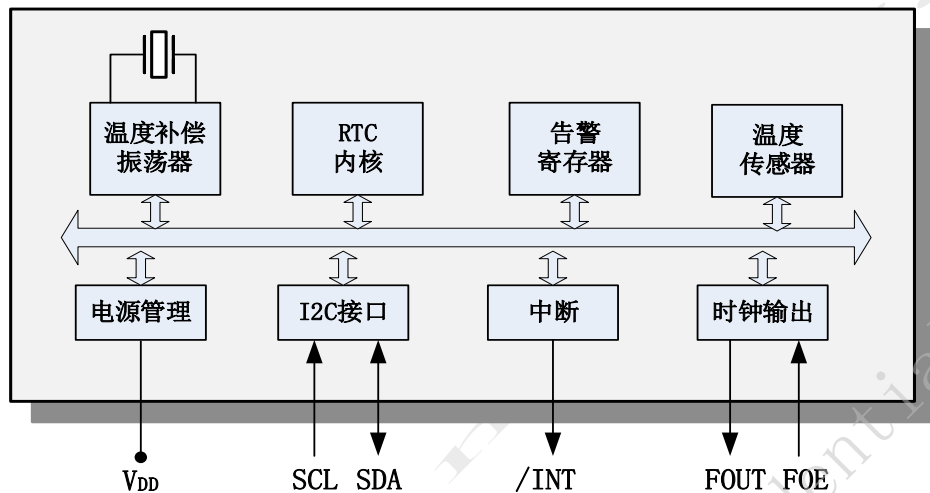 温度补偿
振荡器
RTC
内核
告警
寄存器
温度
传感器
电源管理
I2C接口
中断
时钟输出
VDD
SCL SDA
/INT
FOUT FOE